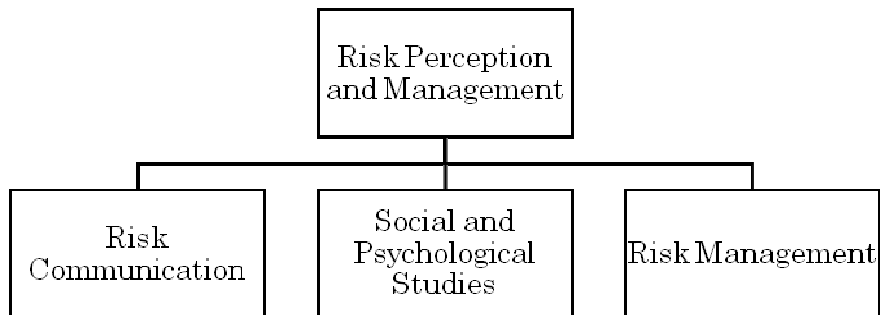 Risk Perception
and Management
Risk
Communication
Social and
Psychological
Studies
Risk Management